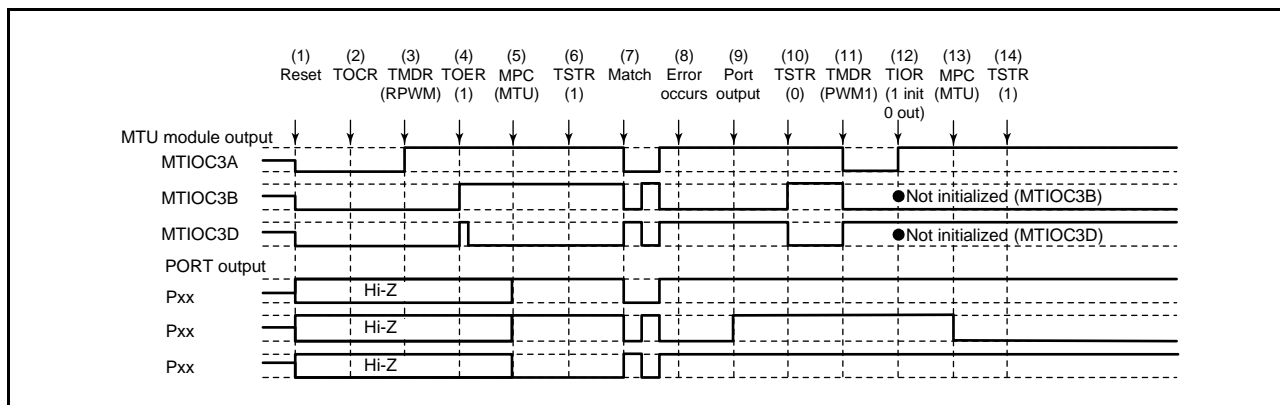 (1) (2) (3) (4) (5) (6) (7) (8) (9) (10) (11) (12) (13) (14)
Reset TOCR TMDR TOER MPC TSTR Match Error Port TSTR TMDR TIOR MPC TSTR
(RPWM) (1) (MTU) (1) occurs output (0) (PWM1) (1 init (MTU) (1)
0 out)
MTU module output
MTIOC3A
MTIOC3B
Not initialized (MTIOC3B)
MTIOC3D
Not initialized (MTIOC3D)
PORT output
Pxx
Hi-Z
Pxx
Hi-Z
Pxx
Hi-Z